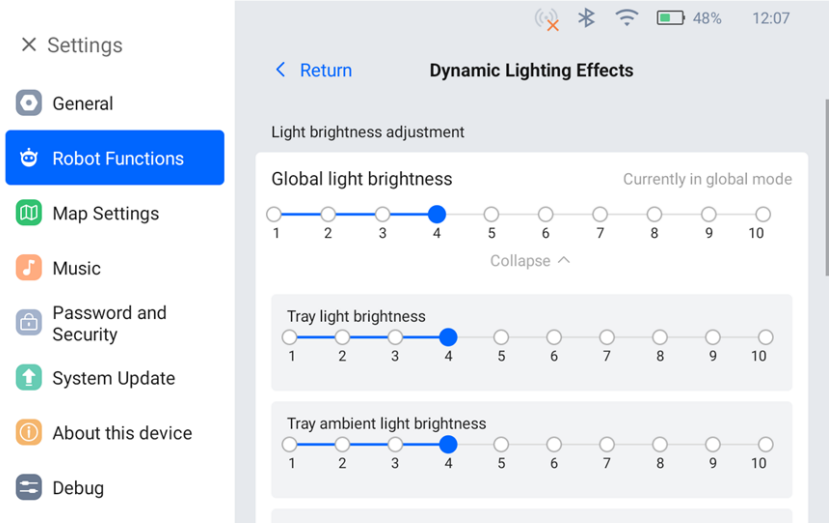 48% 12:07
Settings
Return Dynamic Lighting Effects
General
Robot Functions
Map Settings
Music
Password and
Security
System Update
About this device
Debug
Light brightness adjustment
Global light brightness Currently in global mode
1 2 3 4 5 6 7 8 9 10
Collapse
Tray light brightness
1 2 3 4 5 6 7 8 9 10
Tray ambient light brightness
1 2 3 4 5 6 7 8 9 10